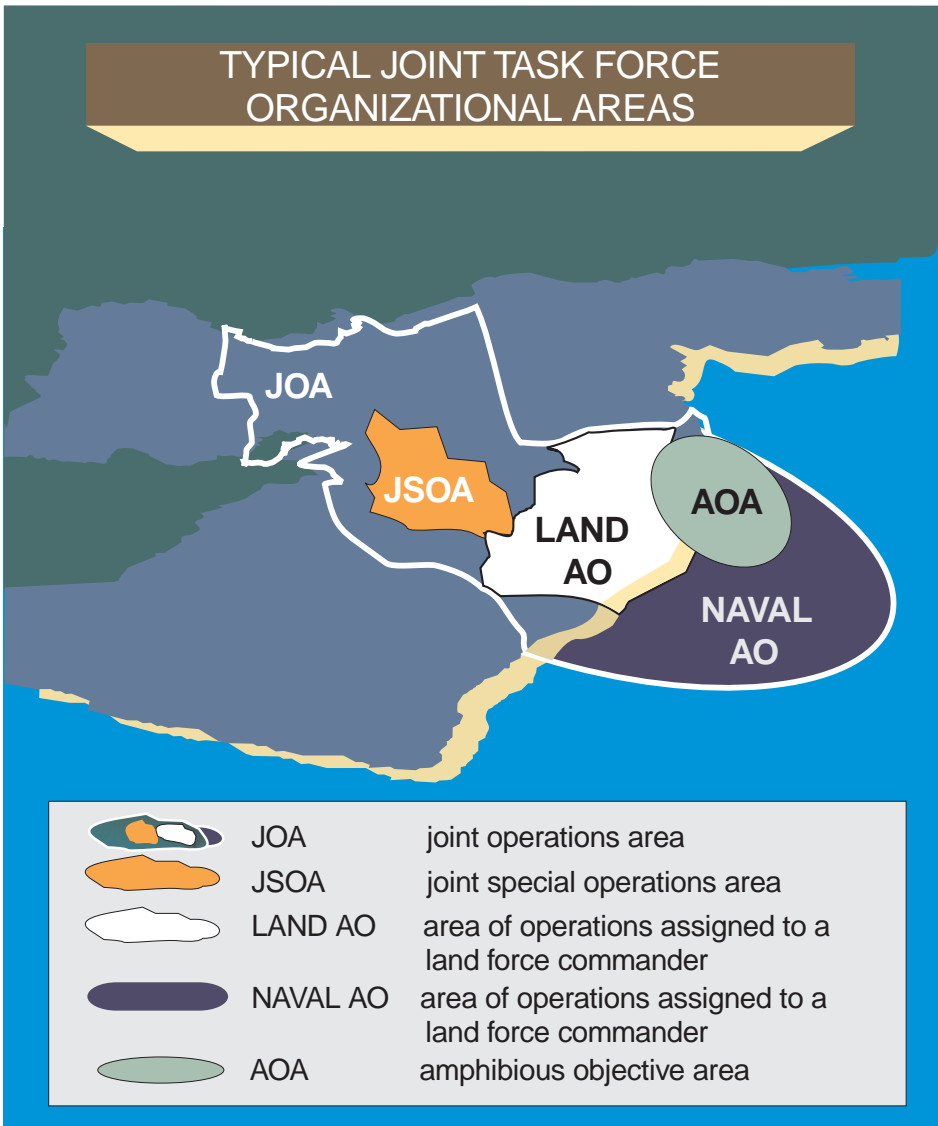 TYPICAL JOINT TASK FORCE
ORGANIZATIONAL AREAS
JOA
JSOA
LAND
AO
AOA
NAVAL
AO
JOA joint operations area
JSOA joint special operations area
LAND AO area of operations assigned to a
land force commander
NAVAL AO area of operations assigned to a
land force commander
AOA amphibious objective area